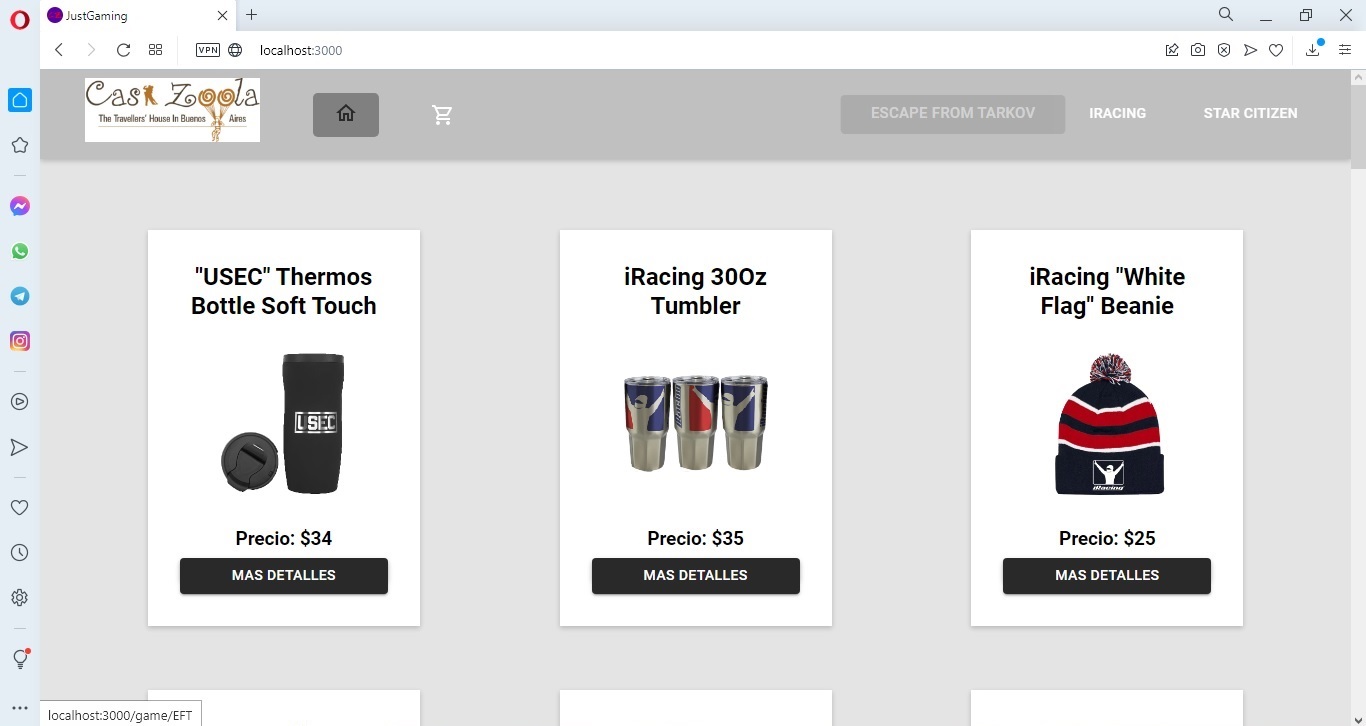 JustGaming
VPN
localhost:3000
Casa Zoola
The Travellers' House In Buenos Aires
ESCAPE FROM TARKOV
IRACING
STAR CITIZEN
"USEC" Thermos
Bottle Soft Touch
USEC
Precio: $34
MAS DETALLES
iRacing 30Oz
Tumbler
iRacing
Precio: $35
MAS DETALLES
iRacing "White
Flag" Beanie
iRacing
Precio: $25
MAS DETALLES
localhost:3000/game/EFT